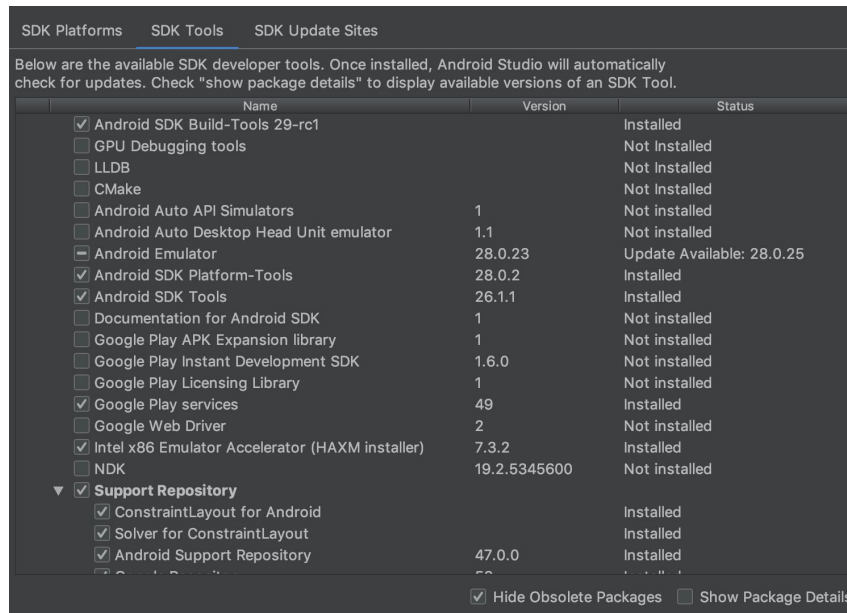 SDK Platforms SDK Tools SDK Update Sites
Below are the available SDK developer tools. Once installed, Android Studio will automatically
check for updates. Check "show package details" to display available versions of an SDK Tool.
Name Version Status
Android SDK Build-Tools 29-rc1 Installed
GPU Debugging tools Not Installed
LLDB Not Installed
CMake Not Installed
Android Auto API Simulators 1 Not installed
Android Auto Desktop Head Unit emulator 1.1 Not installed
Android Emulator 28.0.23 Update Available: 28.0.25
Android SDK Platform-Tools 28.0.2 Installed
Android SDK Tools 26.1.1 Installed
Documentation for Android SDK 1 Not installed
Google Play APK Expansion library 1 Not installed
Google Play Instant Development SDK 1.6.0 Not installed
Google Play Licensing Library 1 Not installed
Google Play services 49 Installed
Google Web Driver 2 Not installed
Intel x86 Emulator Accelerator (HAXM installer) 7.3.2 Installed
NDK 19.2.5345600 Not installed
Support Repository
ConstraintLayout for Android Installed
Solver for ConstraintLayout Installed
Android Support Repository 47.0.0 Installed
Hide Obsolete Packages Show Package Details